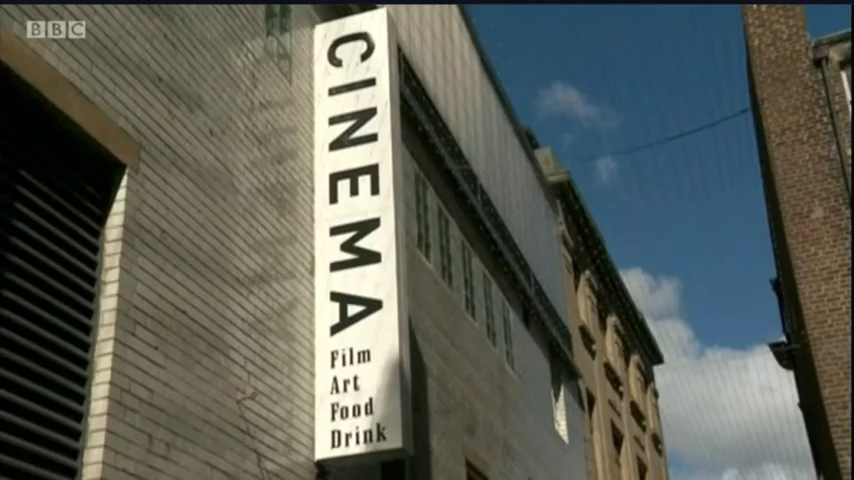 BBC
CINEMA
Film
Art
Food
Drink